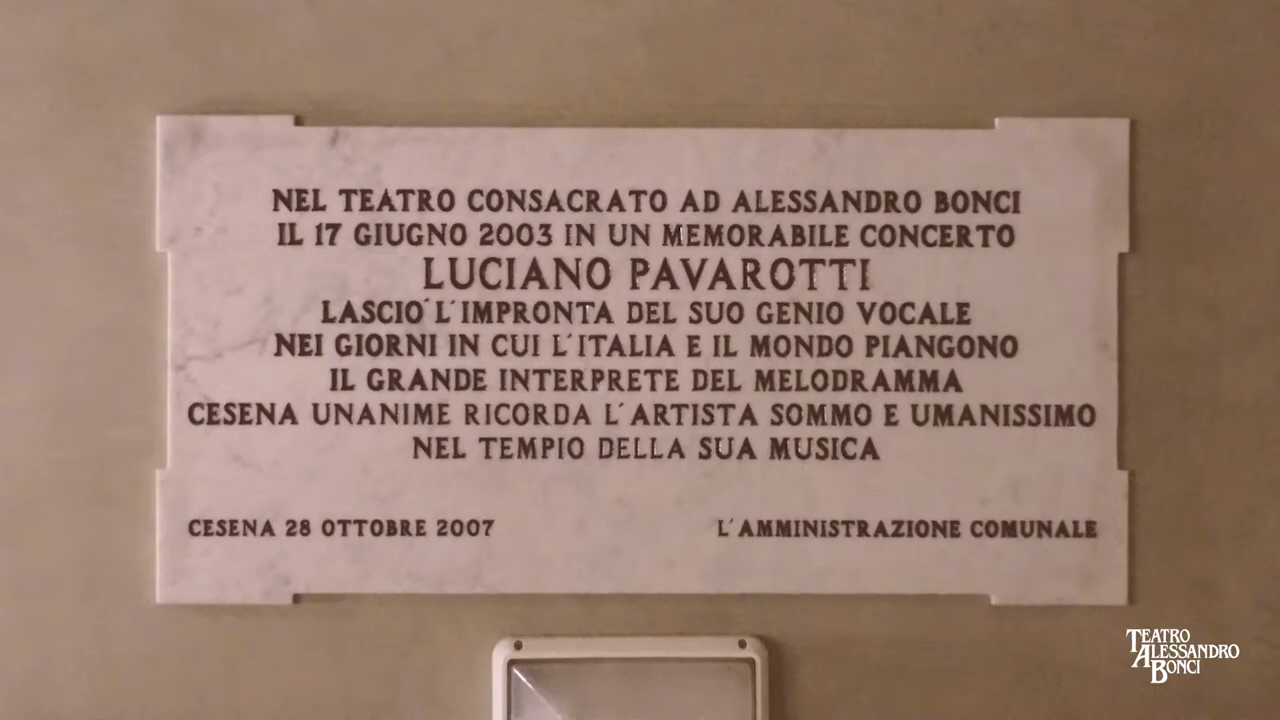 NEL TEATRO CONSACRATO AD ALESSANDRO BONCI
IL 17 GIUGNO 2003 IN UN MEMORABILE CONCERTO
LUCIANO PAVAROTTI
LASCIO´ L´IMPRONTA DEL SUO GENIO VOCALE
NEI GIORNI IN CUI L´ITALIA E IL MONDO PIANGONO
IL GRANDE INTERPRETE DEL MELODRAMMA
CESENA UNANIME RICORDA L´ARTISTA SOMMO E UMANISSIMO
NEL TEMPIO DELLA SUA MUSICA
CESENA 28 OTTOBRE 2007 L´AMMINISTRAZIONE COMUNALE
TEATRO
ALESSANDRO
BONCI